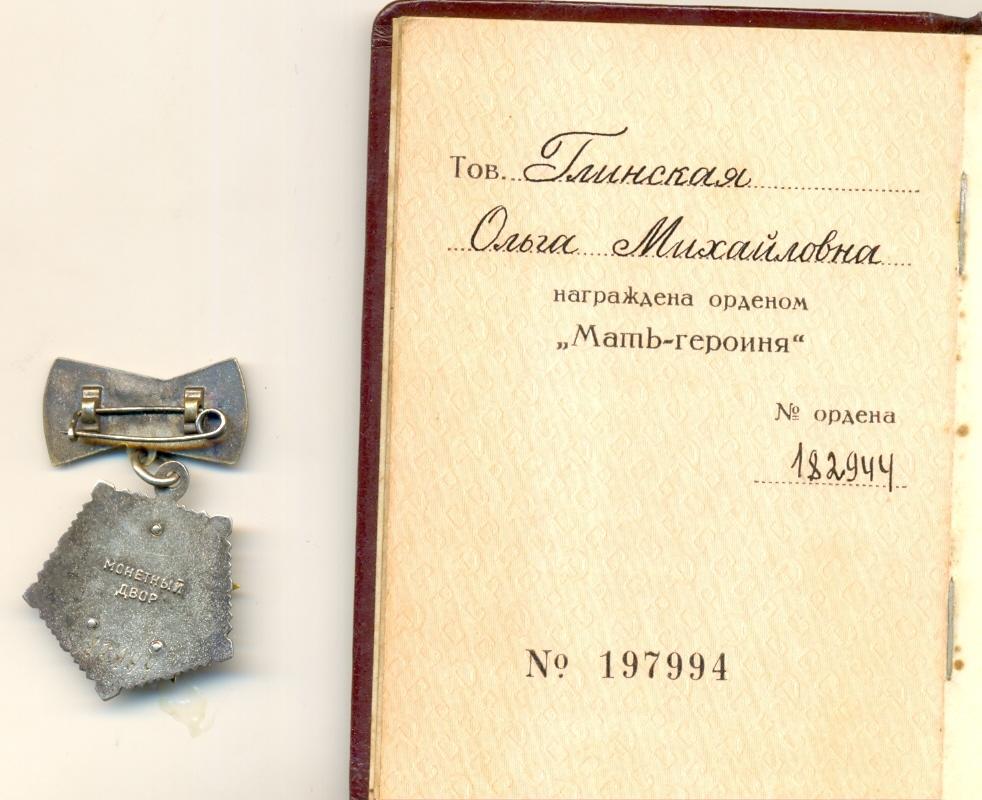 Тов. Глинская
Ольга Михайловна
награждена орденом
„Мать-героиня“
№ ордена
182944
№ 197994
МОНЕТНЫЙ
ДВОР